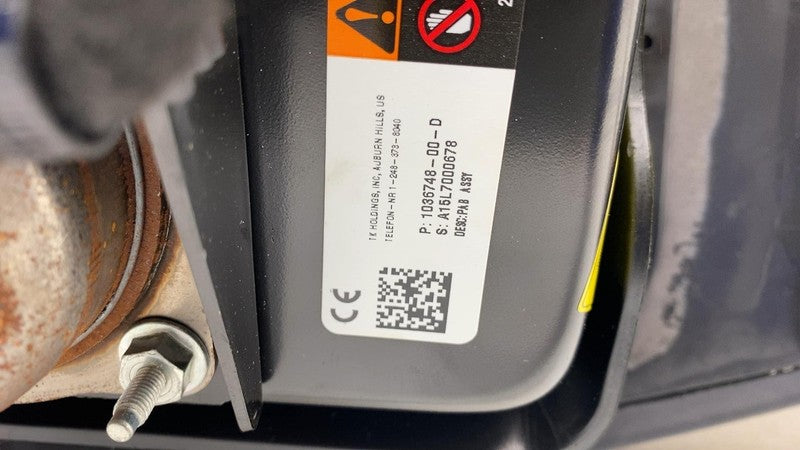 TK HOLDINGS, INC, AUBURN HILLS, US
TELEFON-NR 1-248-373-8040
P: 1036748-00-D
S: A15L7000678
DESC:PAB ASSY
CE
2